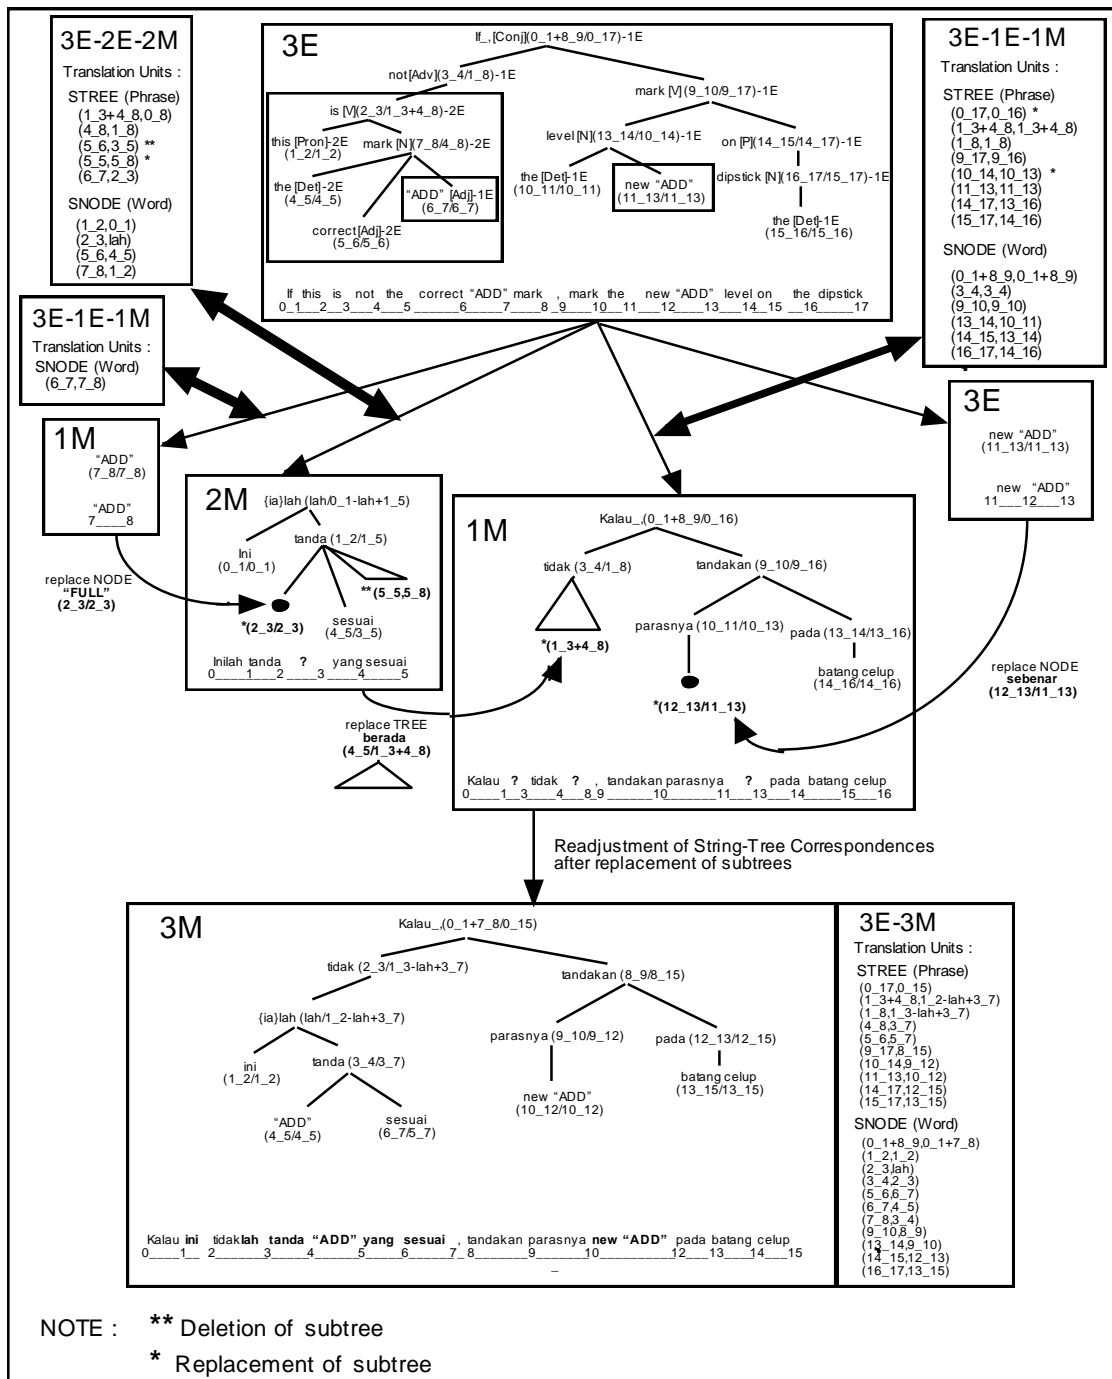 3E-2E-2M
Translation Units :
STREE (Phrase)
(1_3+4_8,0_8)
(4_8,1_8)
(5_6,3_5) **
(5_5,5_8) *
(6_7,2_3)
SNODE (Word)
(1_2,0_1)
(2_3,lah)
(5_6,4_5)
(7_8,1_2)
3E
If_,[Conj](0_1+8_9/0_17)-1E
not[Adv](3_4/1_8)-1E
mark [V](9_10/9_17)-1E
is [V](2_3/1_3+4_8)-2E
this [Pron]-2E
(1_2/1_2)
mark [N](7_8/4_8)-2E
level[N](13_14/10_14)-1E
on [P](14_15/14_17)-1E
the [Det]-2E
(4_5/4_5)
“ADD” [Adj]-1E
(6_7/6_7)
correct[Adj]-2E
(5_6/5_6)
the [Det]-1E
(10_11/10_11)
new “ADD”
(11_13/11_13)
dipstick [N](16_17/15_17)-1E
the [Det]-1E
(15_16/15_16)
If this is not the correct “ADD” mark , mark the new “ADD” level on the dipstick
0_1___2__3___4___5 ______6_____7____8 _9____10__11____12____13___14__15 __16_____17
3E-1E-1M
Translation Units :
STREE (Phrase)
(0_17,0_16) *
(1_3+4_8,1_3+4_8)
(1_8,1_8)
(9_17,9_16)
(10_14,10_13) *
(11_13,11_13)
(14_17,13_16)
(15_17,14_16)
SNODE (Word)
(0_1+8_9,0_1+8_9)
(3_4,3_4)
(9_10,9_10)
(13_14,10_11)
(14_15,13_14)
(16_17,14_16)
3E-1E-1M
Translation Units :
SNODE (Word)
(6_7,7_8)
1M
“ADD”
(7_8/7_8)
“ADD”
7____8
replace NODE
“FULL”
(2_3/2_3)
2M
{ia}lah (lah/0_1-lah+1_5)
Ini
(0_1/0_1)
tanda (1_2/1_5)
** (5_5,5_8)
*(2_3/2_3)
sesuai
(4_5/3_5)
Inilah tanda ? yang sesuai
0____1___2 ____3 ____4_____5
replace TREE
berada
(4_5/1_3+4_8)
1M
Kalau_,(0_1+8_9/0_16)
tidak (3_4/1_8)
tandakan (9_10/9_16)
*(1_3+4_8)
parasnya (10_11/10_13)
pada (13_14/13_16)
*(12_13/11_13)
batang celup
(14_16/14_16)
Kalau ? tidak ? , tandakan parasnya ? pada batang celup
0____1__3____4___8_9 ______10_______11___13___14_____15___16
3E
new “ADD”
(11_13/11_13)
new “ADD”
11___12___13
replace NODE
sebenar
(12_13/11_13)
Readjustment of String-Tree Correspondences
after replacement of subtrees
3M
Kalau_,(0_1+7_8/0_15)
tidak (2_3/1_3-lah+3_7)
tandakan (8_9/8_15)
{ia}lah (lah/1_2-lah+3_7)
ini
(1_2/1_2)
tanda (3_4/3_7)
parasnya (9_10/9_12)
pada (12_13/12_15)
“ADD”
(4_5/4_5)
sesuai
(6_7/5_7)
new “ADD”
(10_12/10_12)
batang celup
(13_15/13_15)
Kalau ini tidaklah tanda “ADD” yang sesuai , tandakan parasnya new “ADD” pada batang celup
0____1__ 2_____3______4_____5______6_____7_ 8________9________10____________12___13____14____15
3E-3M
Translation Units :
STREE (Phrase)
(0_17,0_15)
(1_3+4_8,1_2-lah+3_7)
(1_8,1_3-lah+3_7)
(4_8,3_7)
(5_6,5_7)
(9_17,8_15)
(10_14,9_12)
(11_13,10_12)
(14_17,12_15)
(15_17,13_15)
SNODE (Word)
(0_1+8_9,0_1+7_8)
(1_2,1_2)
(2_3,lah)
(3_4,2_3)
(5_6,6_7)
(6_7,4_5)
(7_8,3_4)
(9_10,8_9)
(13_14,9_10)
(14_15,12_13)
(16_17,13_15)
NOTE : ** Deletion of subtree
* Replacement of subtree